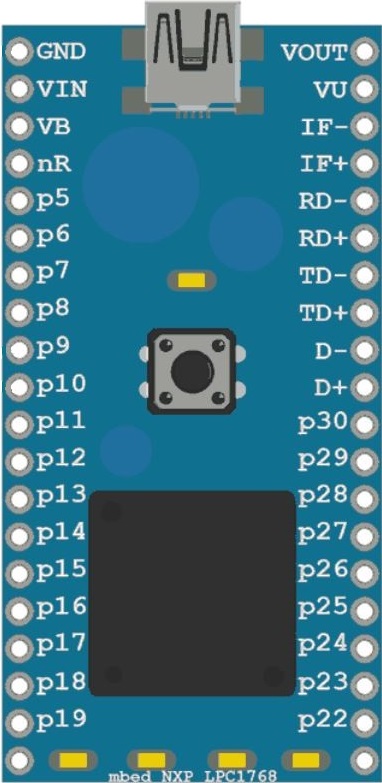 GND VOUT
VIN VU
VB IF-
nR IF+
p5 RD-
p6 RD+
p7 TD-
p8 TD+
p9 D-
p10 D+
p11 p30
p12 p29
p13 p28
p14 p27
p15 p26
p16 p25
p17 p24
p18 p23
p19 p22
mbed NXP LPC1768